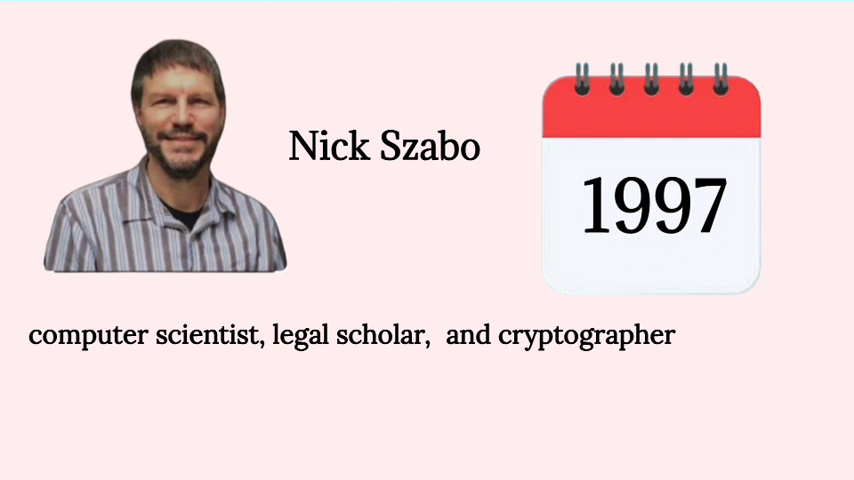 Nick Szabo
1997
computer scientist, legal scholar,  and cryptographer